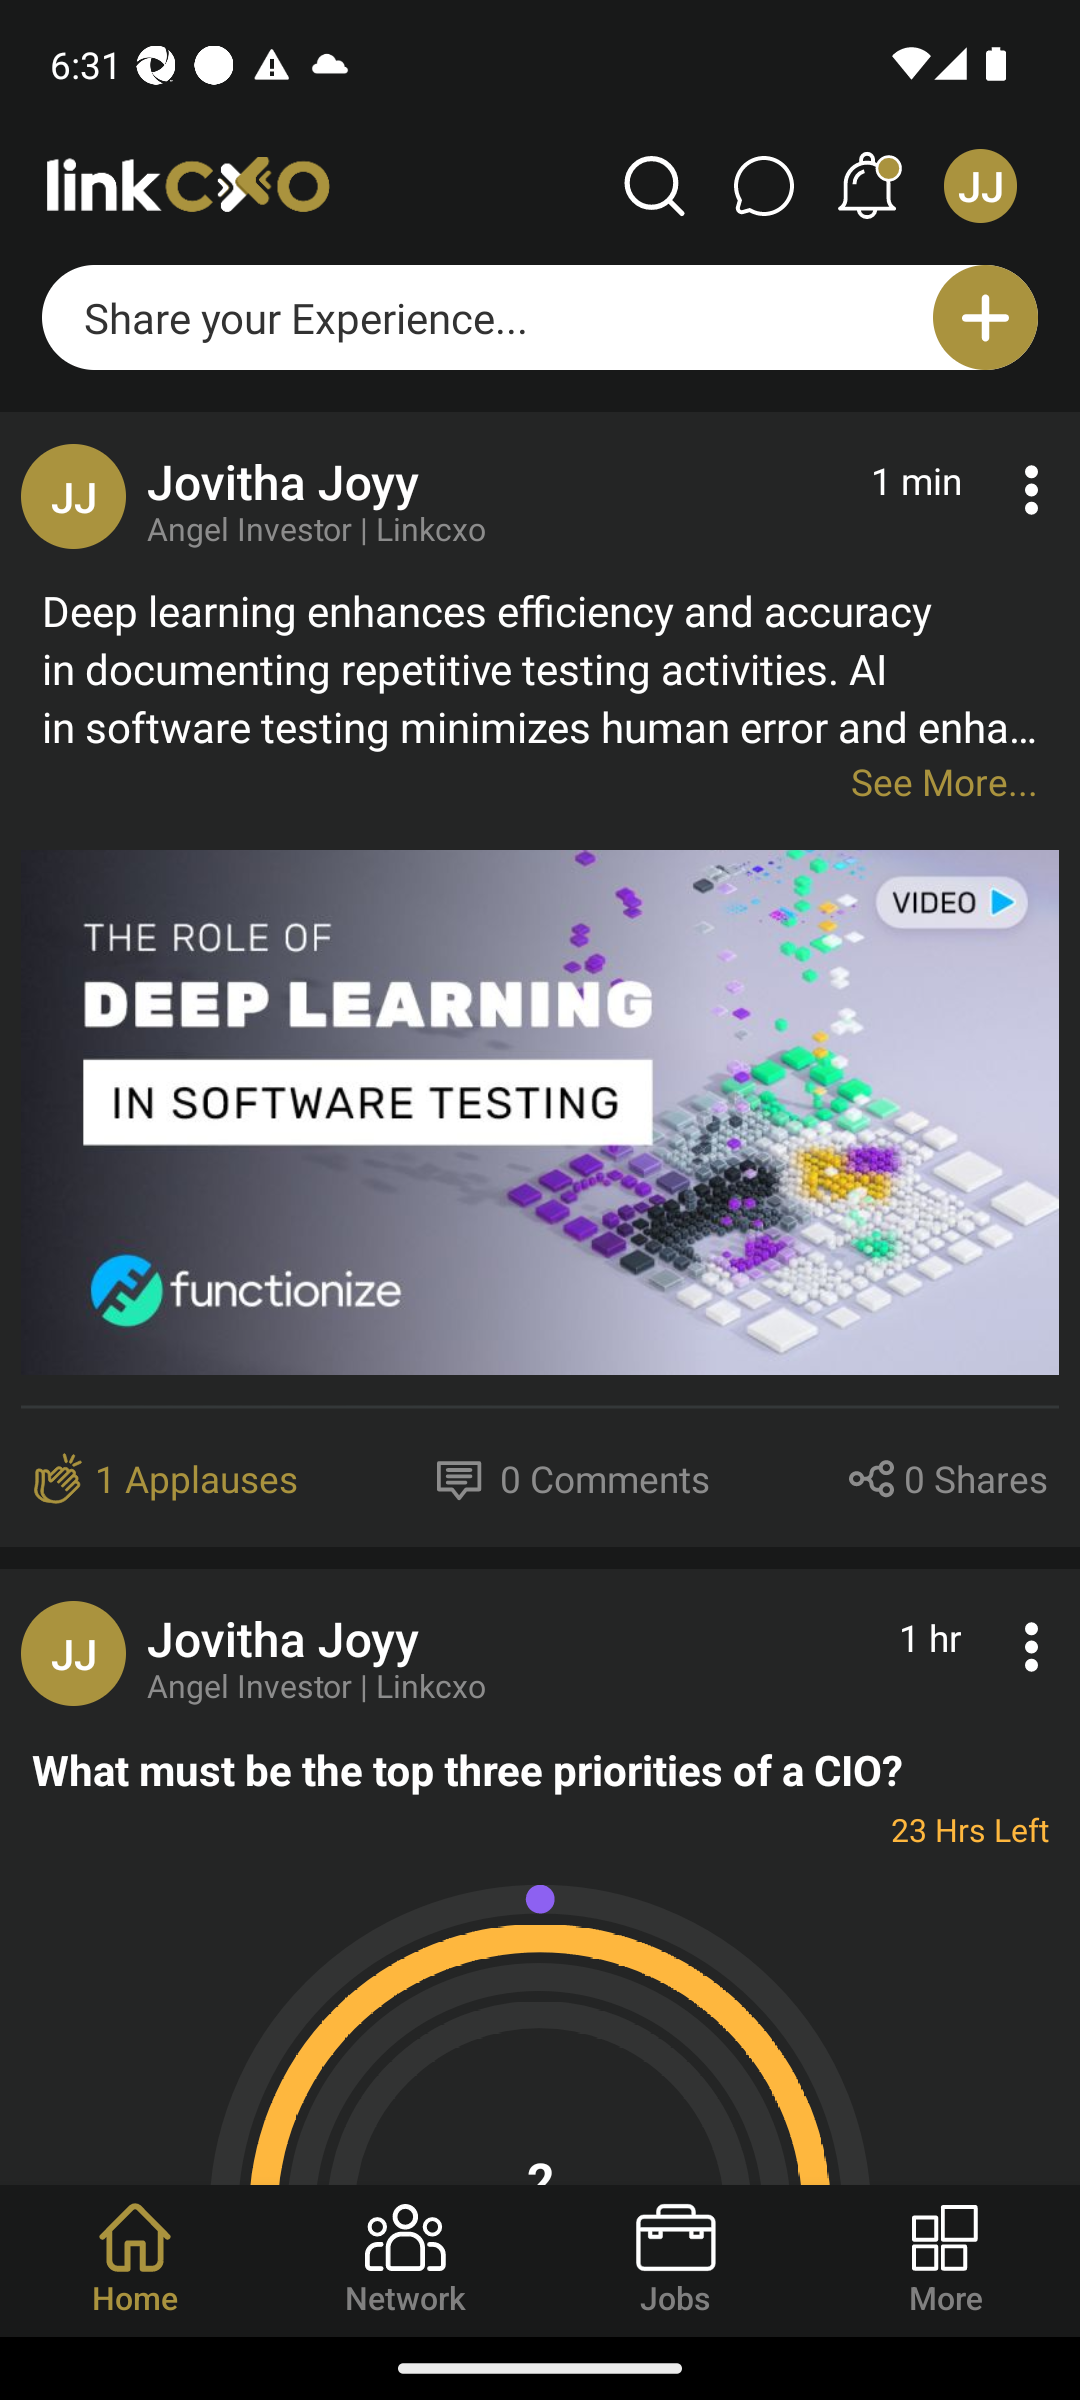 6:31
linkcxo
JJ
Share your Experience...
JJ
Jovitha Joyy
1 min
Angel Investor | Linkcxo
Deep learning enhances efficiency and accuracy
in documenting repetitive testing activities. AI
in software testing minimizes human error and enha...
See More...
VIDEO
THE ROLE OF
DEEP LEARNING
IN SOFTWARE TESTING
functionize
1 Applauses
0 Comments
0 Shares
JJ
Jovitha Joyy
1 hr
Angel Investor | Linkcxo
What must be the top three priorities of a CIO?
23 Hrs Left
Home
Network
Jobs
More